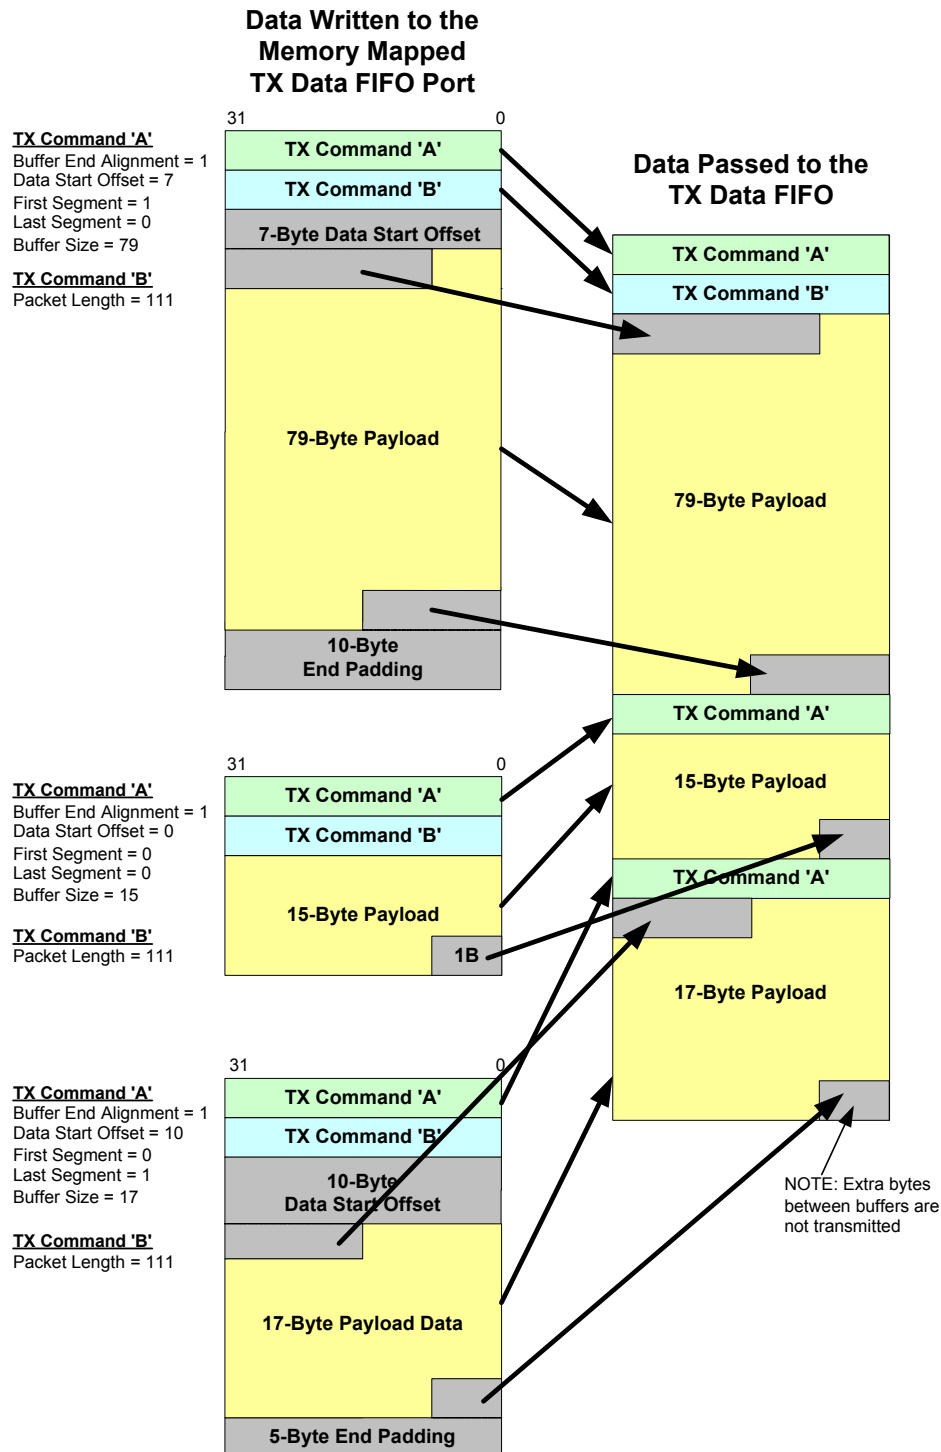 Data Written to the
Memory Mapped
TX Data FIFO Port
31 0
TX Command 'A'
Buffer End Alignment = 1
Data Start Offset = 7
First Segment = 1
Last Segment = 0
Buffer Size = 79
TX Command 'B'
Packet Length = 111
TX Command 'A'
TX Command 'B'
7-Byte Data Start Offset
79-Byte Payload
10-Byte
End Padding
Data Passed to the
TX Data FIFO
TX Command 'A'
TX Command 'B'
79-Byte Payload
TX Command 'A'
15-Byte Payload
TX Command 'A'
17-Byte Payload
NOTE: Extra bytes
between buffers are
not transmitted
31 0
TX Command 'A'
Buffer End Alignment = 1
Data Start Offset = 0
First Segment = 0
Last Segment = 0
Buffer Size = 15
TX Command 'B'
Packet Length = 111
TX Command 'A'
TX Command 'B'
15-Byte Payload
1B
31 0
TX Command 'A'
Buffer End Alignment = 1
Data Start Offset = 10
First Segment = 0
Last Segment = 1
Buffer Size = 17
TX Command 'B'
Packet Length = 111
TX Command 'A'
TX Command 'B'
10-Byte
Data Start Offset
17-Byte Payload Data
5-Byte End Padding